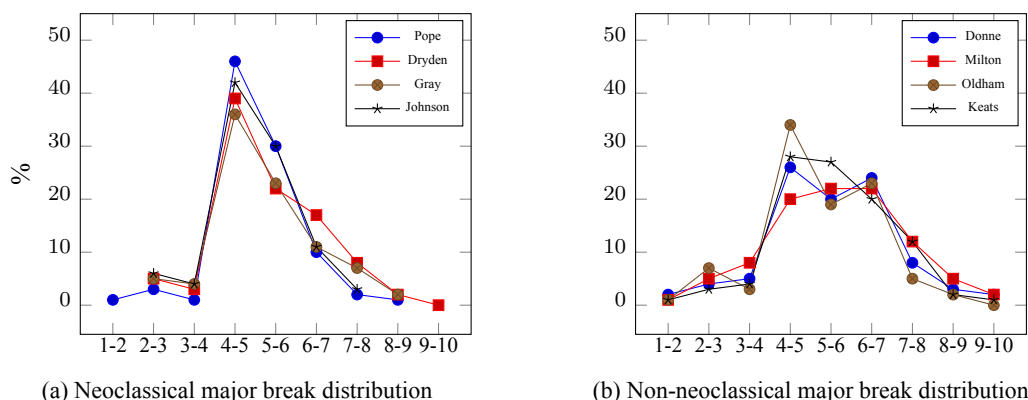 50
40
30
20
10
0
%
Pope
Dryden
Gray
Johnson
1-2 2-3 3-4 4-5 5-6 6-7 7-8 8-9 9-10
(a) Neoclassical major break distribution
50
40
30
20
10
0
Donne
Milton
Oldham
Keats
1-2 2-3 3-4 4-5 5-6 6-7 7-8 8-9 9-10
(b) Non-neoclassical major break distribution